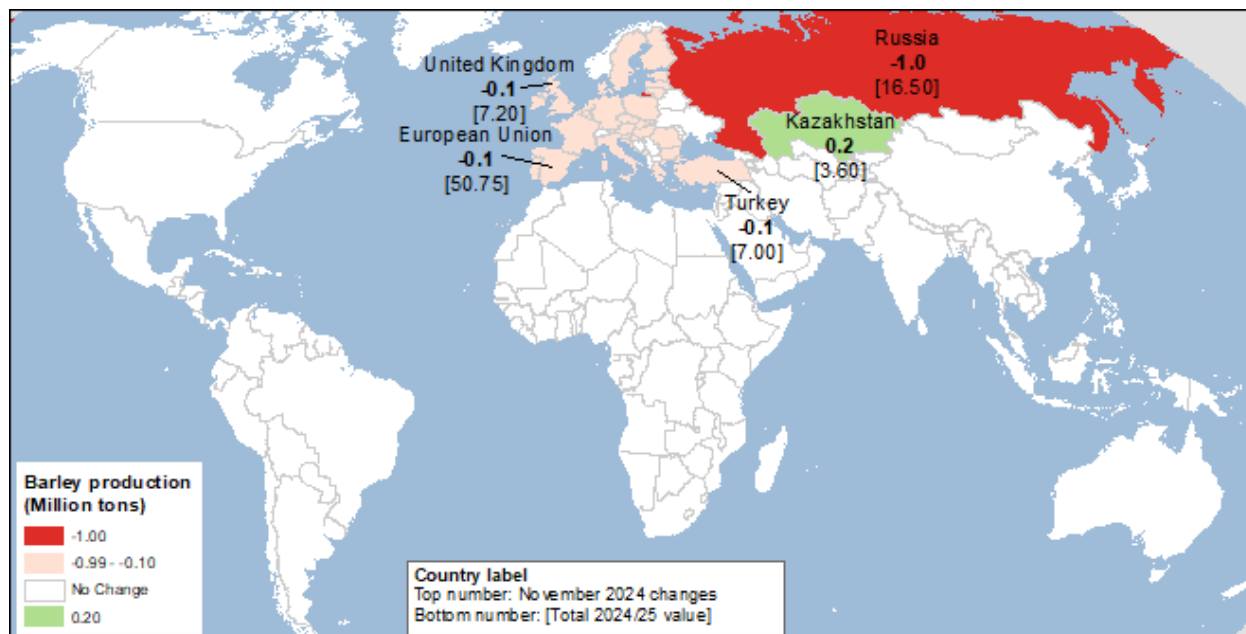 Russia
-1.0
[16.50]
United Kingdom
-0.1
[7.20]
European Union
-0.1
[50.75]
Kazakhstan
0.2
[3.60]
Turkey
-0.1
[7.00]
Barley production
(Million tons)
-1.00
-0.99 - -0.10
No Change
0.20
Country label
Top number: November 2024 changes
Bottom number: [Total 2024/25 value]